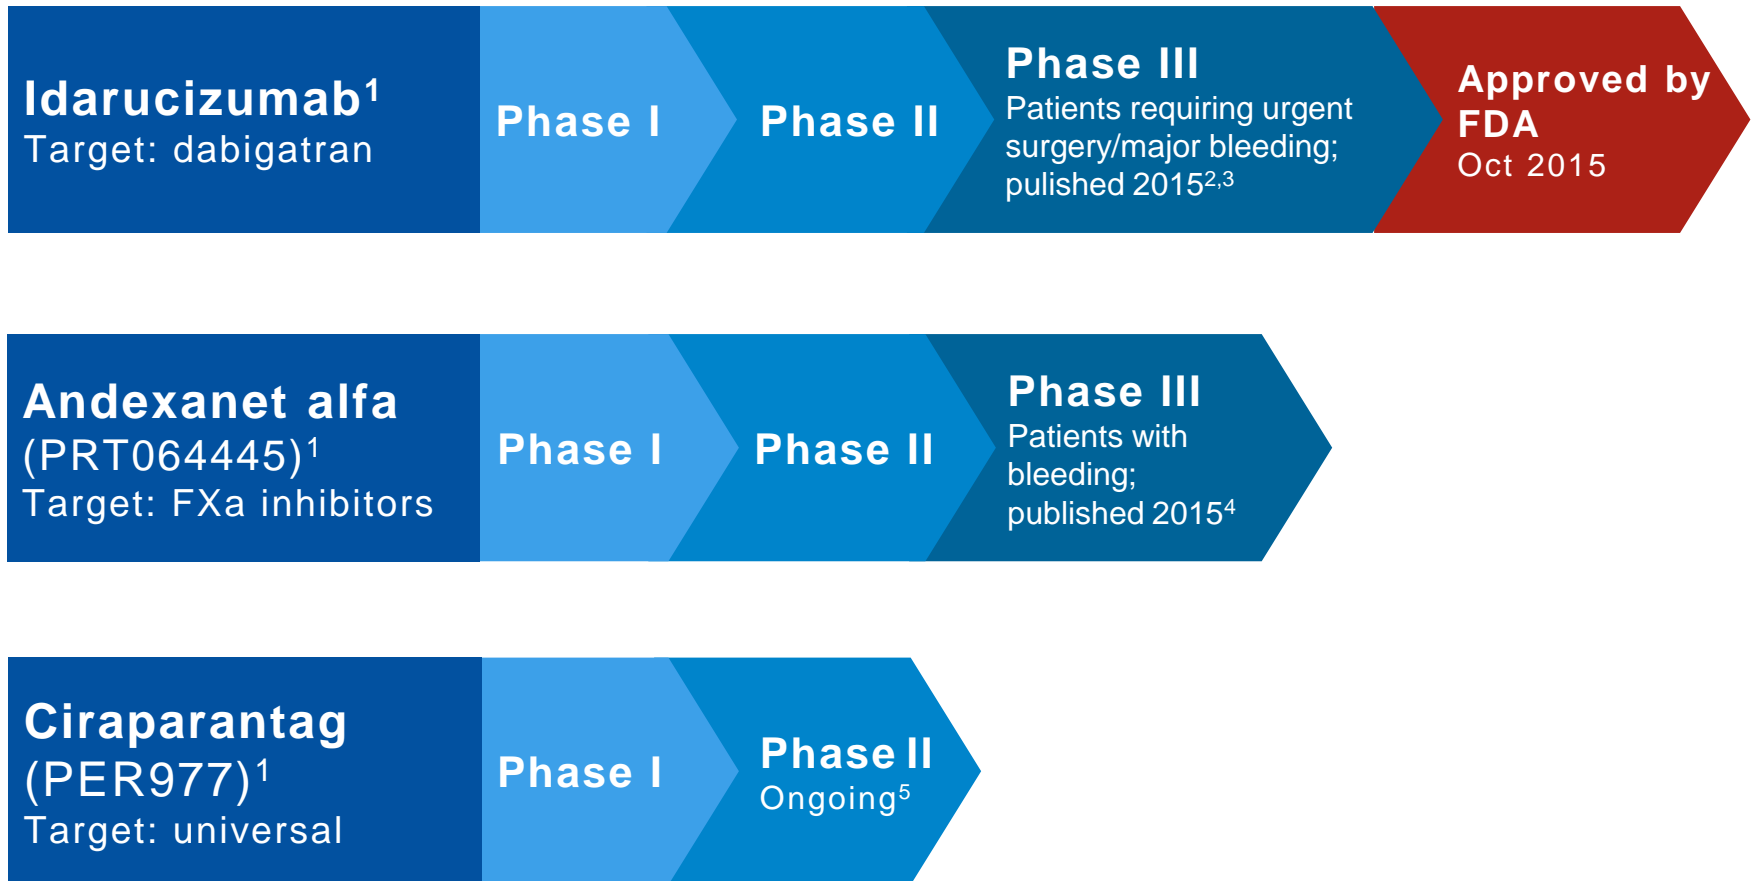 Idarucizumab¹
Target: dabigatran
Phase I
Phase II
Phase III
Patients requiring urgent
surgery/major bleeding;
pulished 2015²,³
Approved by
FDA
Oct 2015
Andexanet alfa
(PRT064445)¹
Target: FXa inhibitors
Phase I
Phase II
Phase III
Patients with
bleeding;
published 2015⁴
Ciraparantag
(PER977)¹
Target: universal
Phase I
Phase II
Ongoing⁵